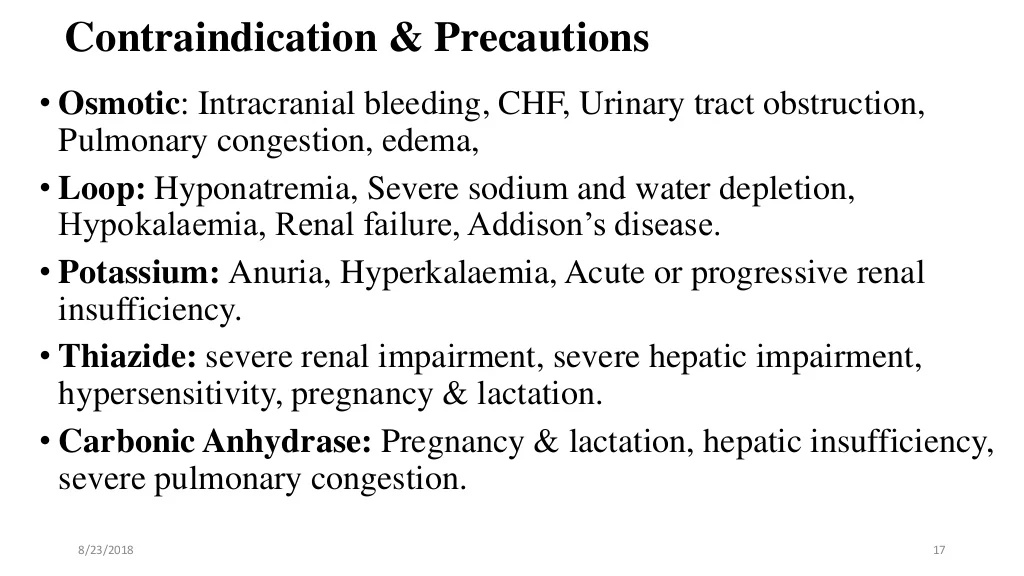 Contraindication & Precautions
• Osmotic: Intracranial bleeding, CHF, Urinary tract obstruction,
Pulmonary congestion, edema,
• Loop: Hyponatremia, Severe sodium and water depletion,
Hypokalaemia, Renal failure, Addison’s disease.
• Potassium: Anuria, Hyperkalaemia, Acute or progressive renal
insufficiency.
• Thiazide: severe renal impairment, severe hepatic impairment,
hypersensitivity, pregnancy & lactation.
• Carbonic Anhydrase: Pregnancy & lactation, hepatic insufficiency,
severe pulmonary congestion.
8/23/2018
17